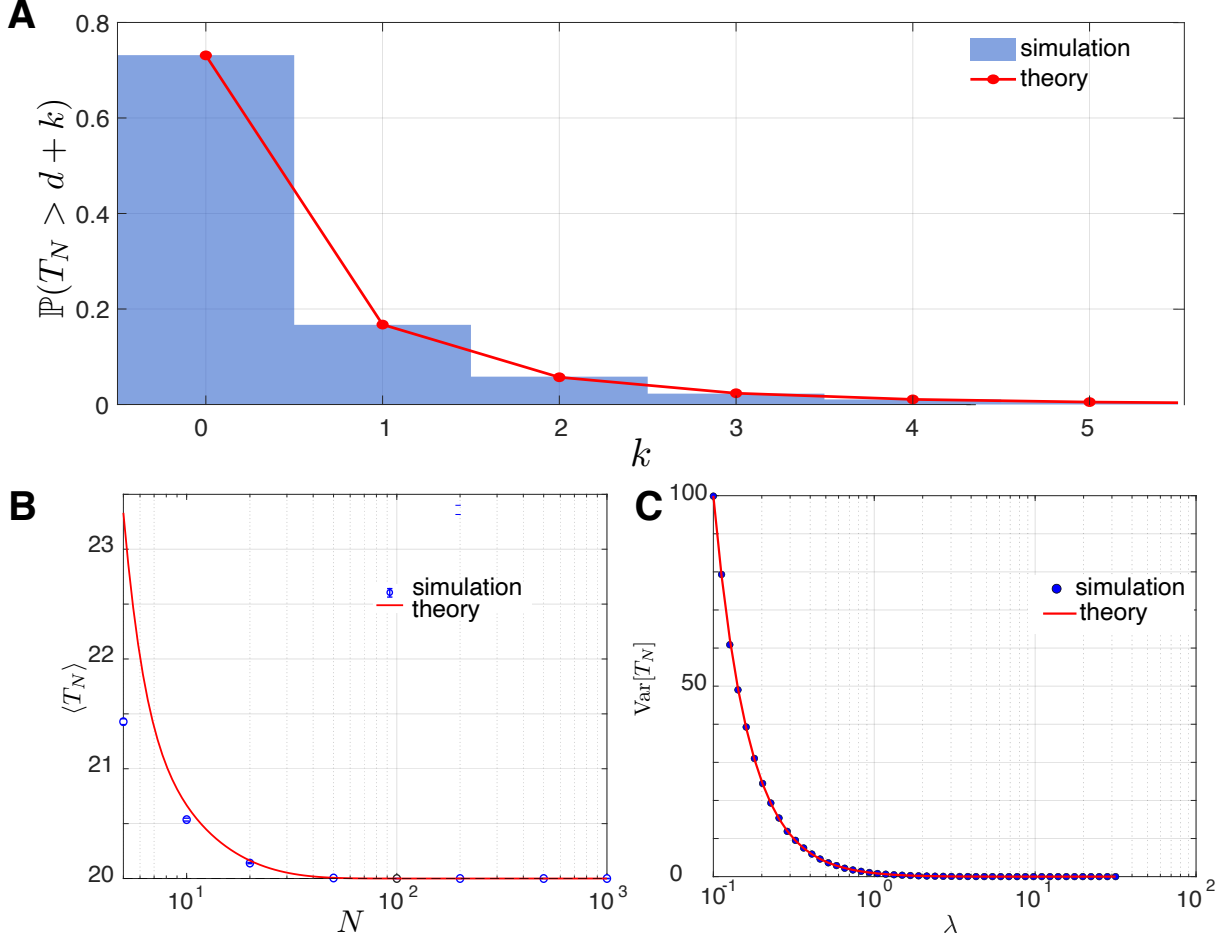 A
0.8
0.6
0.4
0.2
0
ℙ(T_N > d + k)
simulation
theory
0 1 2 3 4 5
k
B
23
22
21
20
⟨T_N⟩
simulation
theory
10^1 10^2 10^3
N
C
100
50
0
Var[T_N]
simulation
theory
10^-1 10^0 10^1 10^2
λ